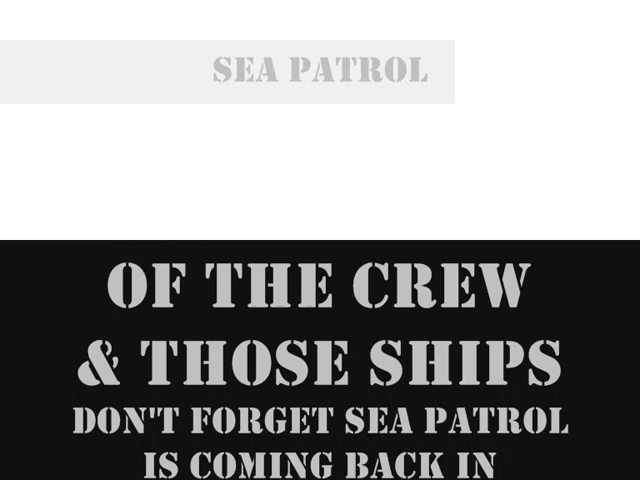 SEA PATROL
OF THE CREW
& THOSE SHIPS
DON'T FORGET SEA PATROL
IS COMING BACK IN